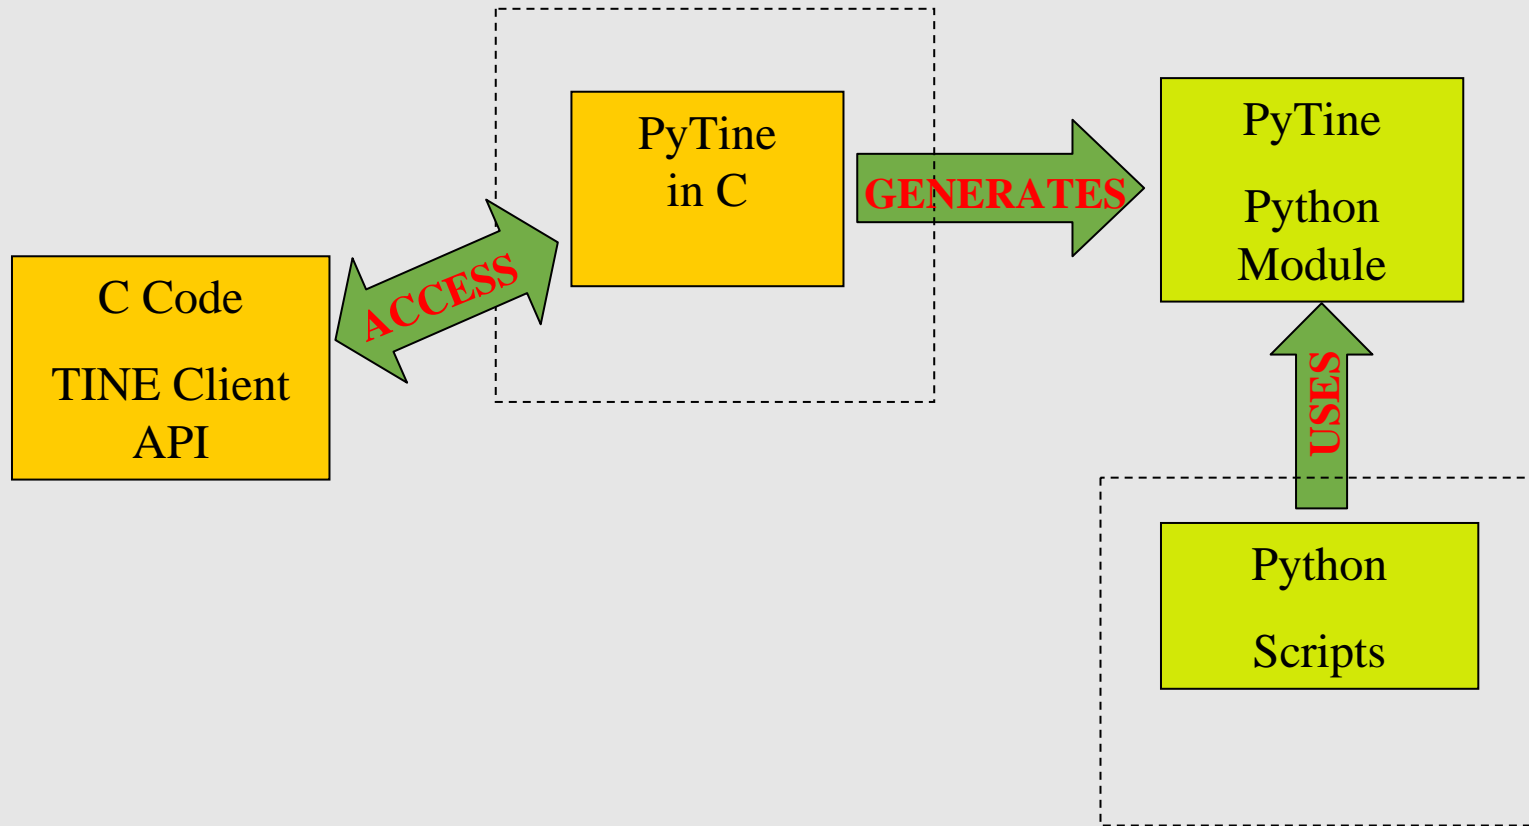 C Code
TINE Client
API
ACCESS
PyTine
in C
GENERATES
PyTine
Python
Module
USES
Python
Scripts